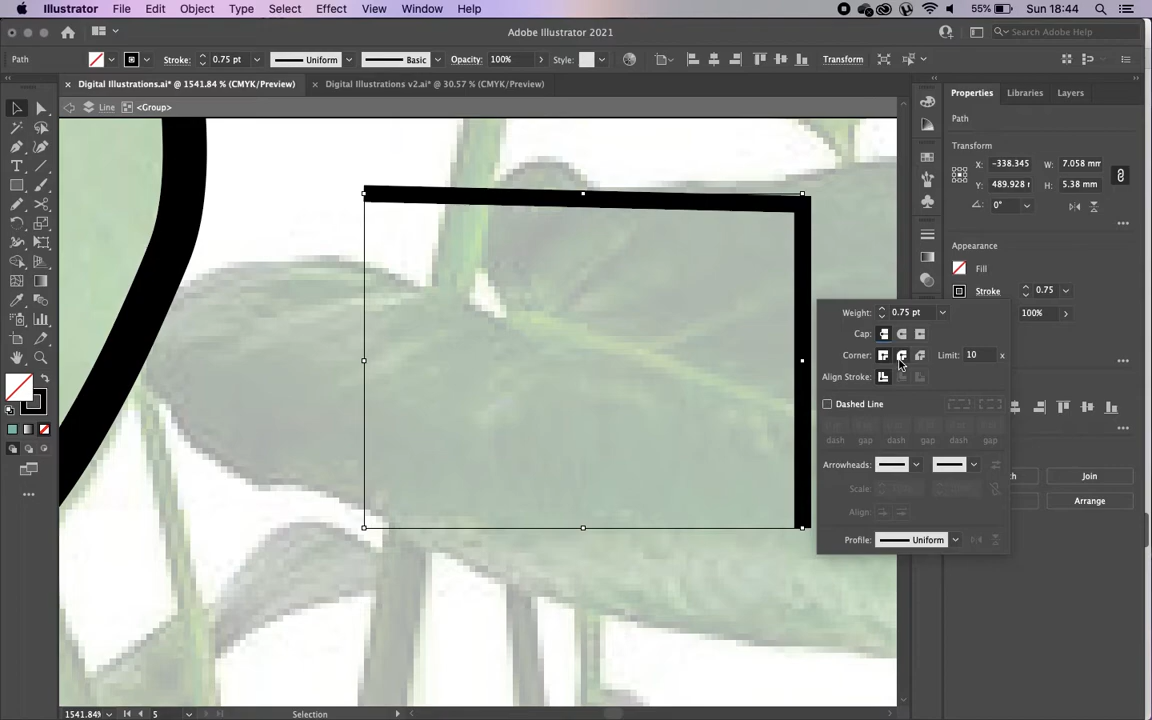 Illustrator File Edit Object Type Select Effect View Window Help 55% Sun 18:44
Adobe Illustrator 2021 Search Adobe Help
Path Stroke: 0.75 pt Uniform Basic Opacity: 100% Style: Transform
Digital Illustrations.ai* @ 1541.84 % (CMYK/Preview) Digital Illustrations v2.ai* @ 30.57 % (CMYK/Preview)
Properties Libraries Layers
Line <Group>
Path
Transform
X: -338.345 W: 7.058 mm
Y: 489.928 H: 5.38 mm
0°
Appearance
Fill
Stroke 0.75
100%
Weight: 0.75 pt
Cap:
Corner: Limit: 10 x
Align Stroke:
Dashed Line
dash gap dash gap dash gap
Arrowheads:
Scale:
Align:
Profile: Uniform
Join
Arrange
1541.84% 5 Selection